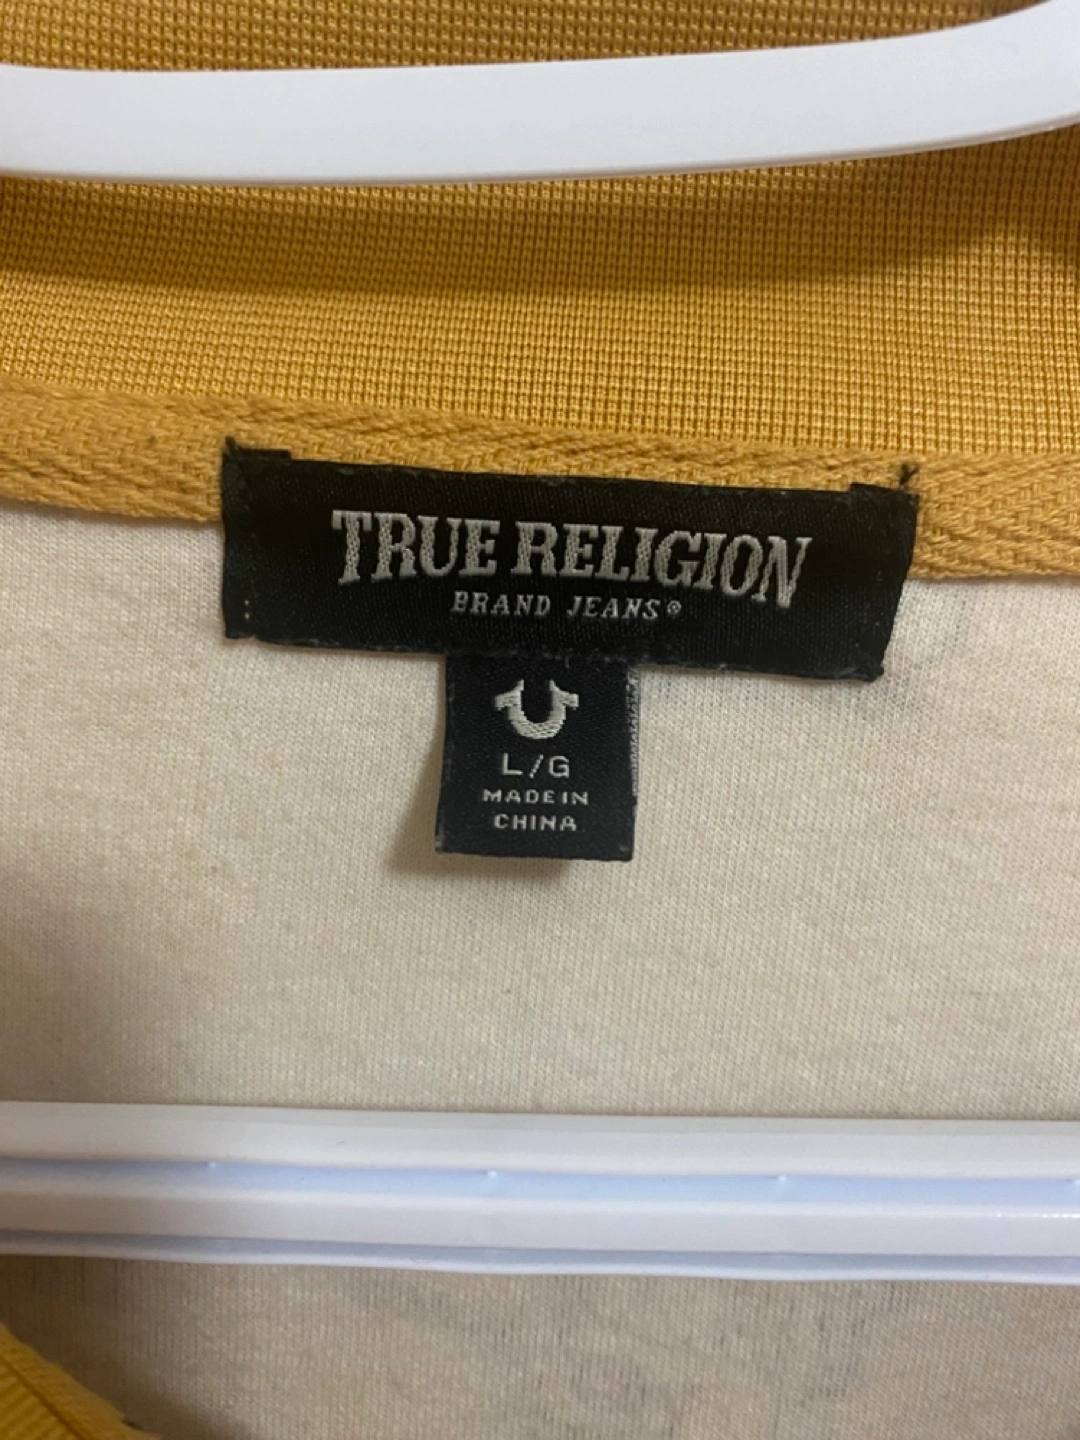 TRUE RELIGION
BRAND JEANS®
L/G
MADE IN
CHINA